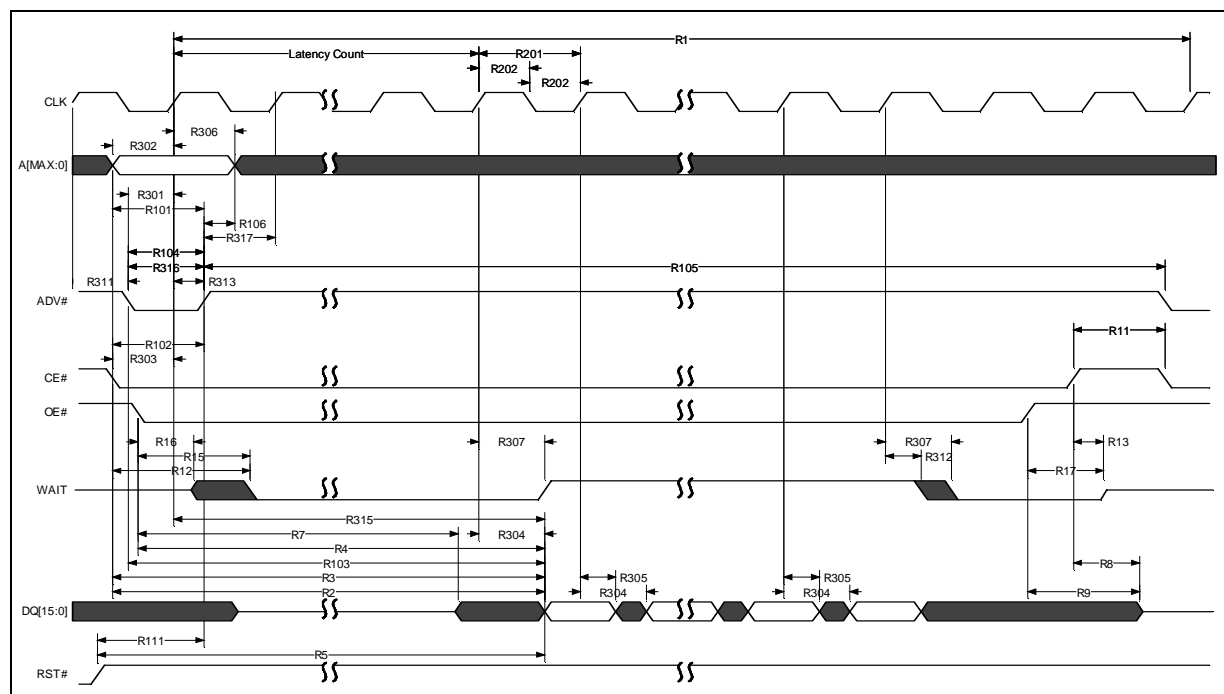 R1
Latency Count
R201
R202
R202
CLK
R306
R302
A[MAX:0]
R301
R101
R106
R317
R104
R316
R105
R311
R313
ADV#
R102
R11
R303
CE#
OE#
R16
R307
R307
R13
R15
R312
R12
R17
WAIT
R315
R7
R304
R4
R103
R8
R3
R305
R305
R2
R304
R304
R9
DQ[15:0]
R111
R5
RST#